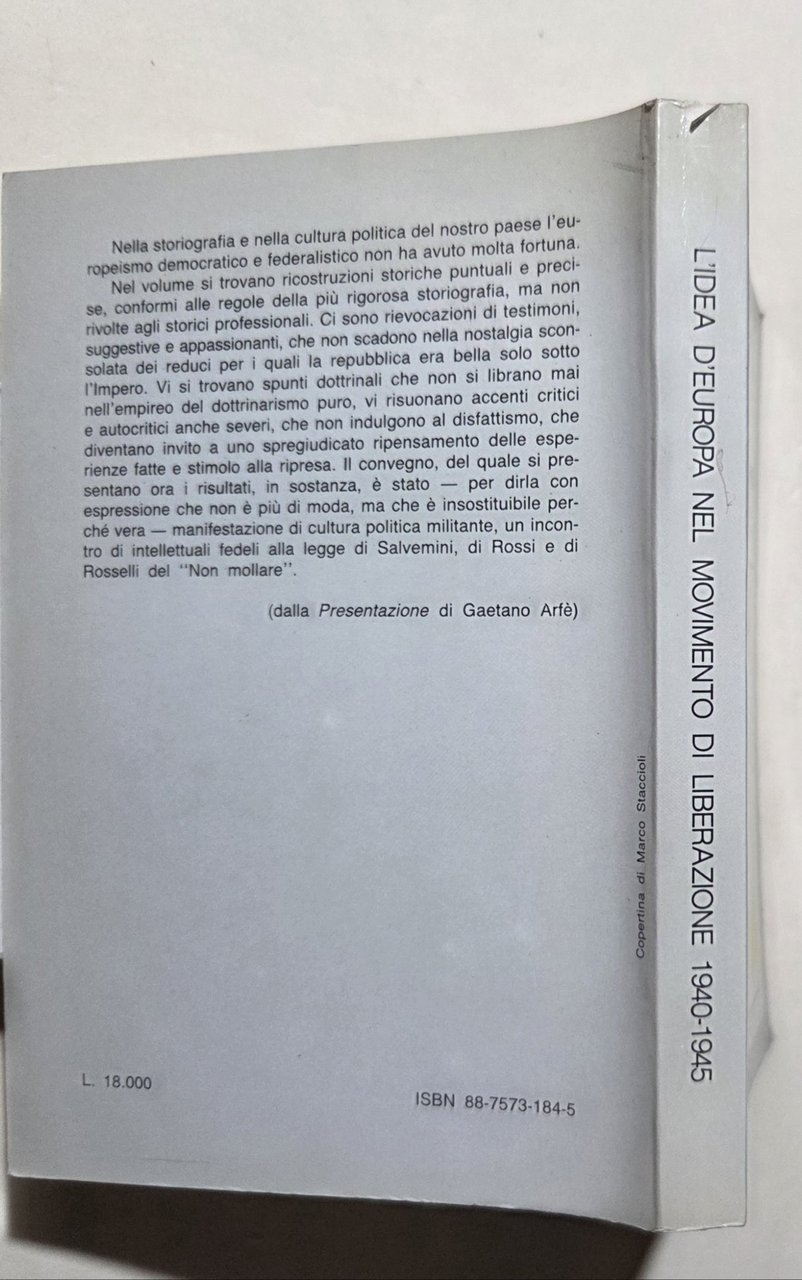 Nella storiografia e nella cultura politica del nostro paese l'eu-
ropeismo democratico e federalistico non ha avuto molta fortuna.
Nel volume si trovano ricostruzioni storiche puntuali e preci-
se, conformi alle regole della più rigorosa storiografia, ma non
rivolte agli storici professionali. Ci sono rievocazioni di testimoni,
suggestive e appassionanti, che non scadono nella nostalgia scon-
solata dei reduci per i quali la repubblica era bella solo sotto
l'Impero. Vi si trovano spunti dottrinali che non si librano mai
nell'empireo del dottrinarismo puro, vi risuonano accenti critici
e autocritici anche severi, che non indulgono al disfattismo, che
diventano invito a uno spregiudicato ripensamento delle espe-
rienze fatte e stimolo alla ripresa. Il convegno, del quale si pre-
sentano ora i risultati, in sostanza, è stato — per dirla con
espressione che non è più di moda, ma che è insostituibile per-
ché vera — manifestazione di cultura politica militante, un incon-
tro di intellettuali fedeli alla legge di Salvemini, di Rossi e di
Rosselli del "Non mollare".
(dalla Presentazione di Gaetano Arfè)
L. 18.000
ISBN 88-7573-184-5
Copertina di Marco Staccioli
L'IDEA D'EUROPA NEL MOVIMENTO DI LIBERAZIONE 1940-1945